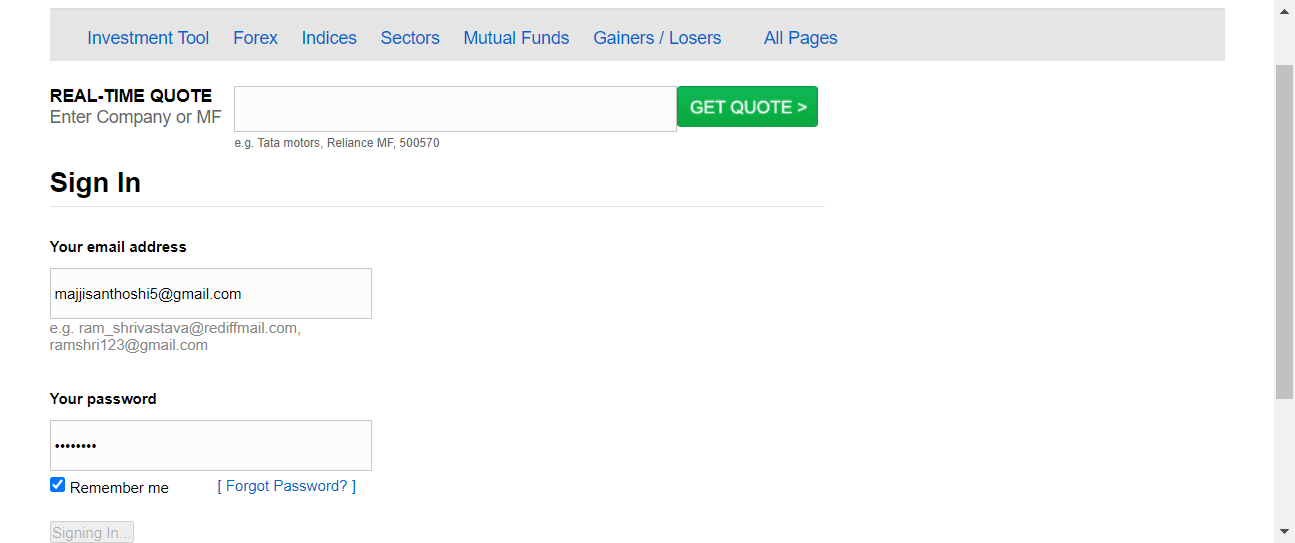 Investment Tool Forex Indices Sectors Mutual Funds Gainers / Losers All Pages
REAL-TIME QUOTE
Enter Company or MF
GET QUOTE >
e.g. Tata motors, Reliance MF, 500570
Sign In
Your email address
majjisanthoshi5@gmail.com
e.g. ram_shrivastava@rediffmail.com,
ramshri123@gmail.com
Your password
••••••••
Remember me [ Forgot Password? ]
Signing In...